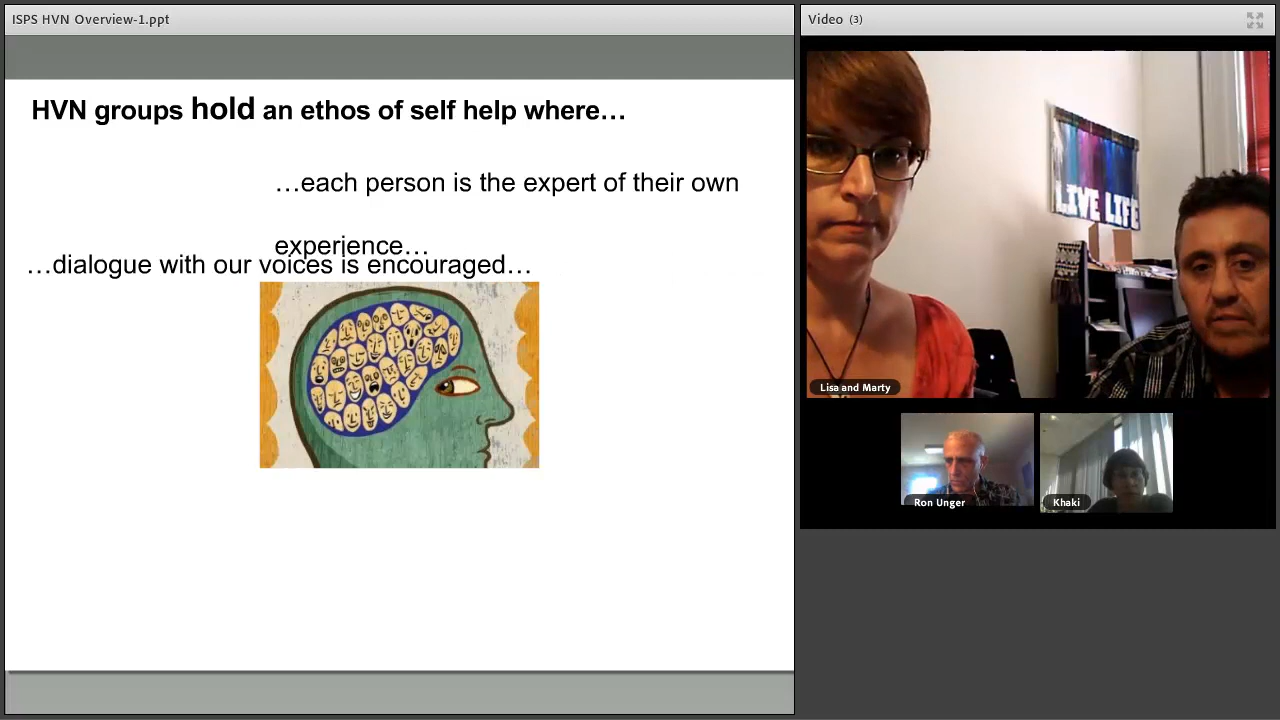 ISPS HVN Overview-1.ppt
HVN groups hold an ethos of self help where…
…each person is the expert of their own
experience…
…dialogue with our voices is encouraged…
Video (3)
LIVE LIFE
Lisa and Marty
Ron Unger
Khaki